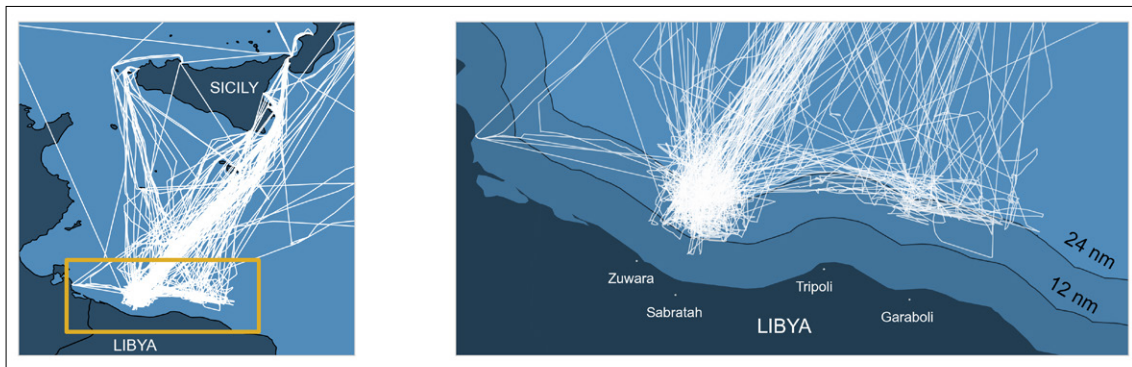 SICILY
LIBYA
24 nm
12 nm
Zuwara
Tripoli
Sabratah
Garaboli
LIBYA